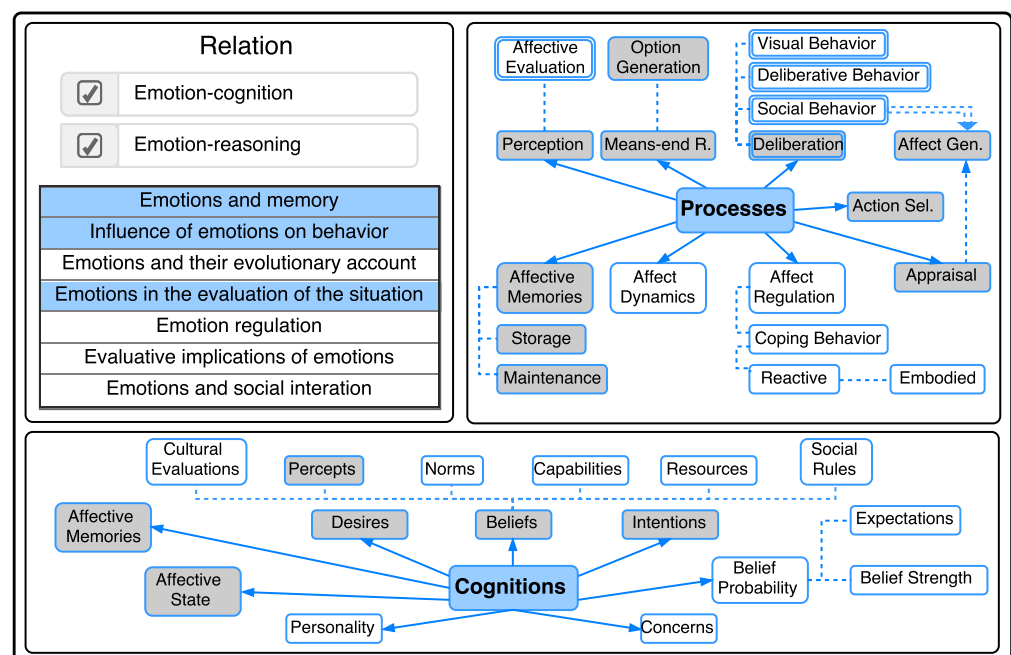 Relation
Emotion-cognition
Emotion-reasoning
Emotions and memory
Influence of emotions on behavior
Emotions and their evolutionary account
Emotions in the evaluation of the situation
Emotion regulation
Evaluative implications of emotions
Emotions and social interation
Affective
Evaluation
Option
Generation
Visual Behavior
Deliberative Behavior
Social Behavior
Perception
Means-end R.
Deliberation
Affect Gen.
Processes
Action Sel.
Affective
Memories
Affect
Dynamics
Affect
Regulation
Appraisal
Storage
Coping Behavior
Maintenance
Reactive
Embodied
Cultural
Evaluations
Percepts
Norms
Capabilities
Resources
Social
Rules
Affective
Memories
Desires
Beliefs
Intentions
Expectations
Affective
State
Cognitions
Belief
Probability
Belief Strength
Personality
Concerns